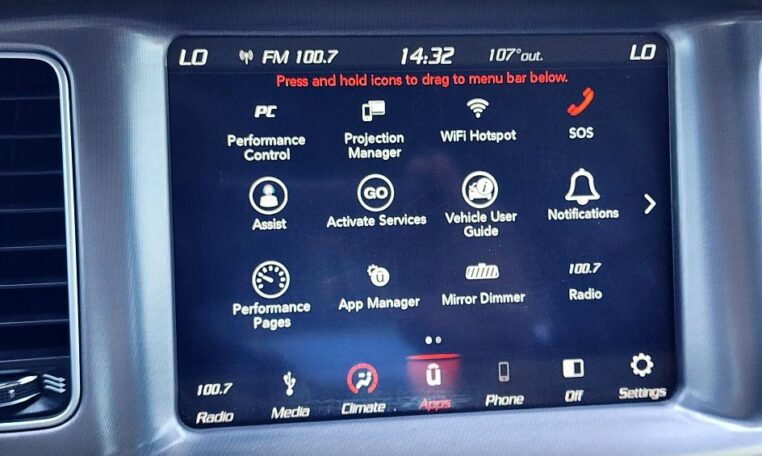 LO FM 100.7 14:32 107°out. LO
Press and hold icons to drag to menu bar below.
PC
Performance
Control
Projection
Manager
WiFi Hotspot
SOS
Assist
GO
Activate Services
Vehicle User
Guide
Notifications
Performance
Pages
App Manager
Mirror Dimmer
100.7
Radio
100.7
Radio
Media
Climate
Apps
Phone
Off
Settings